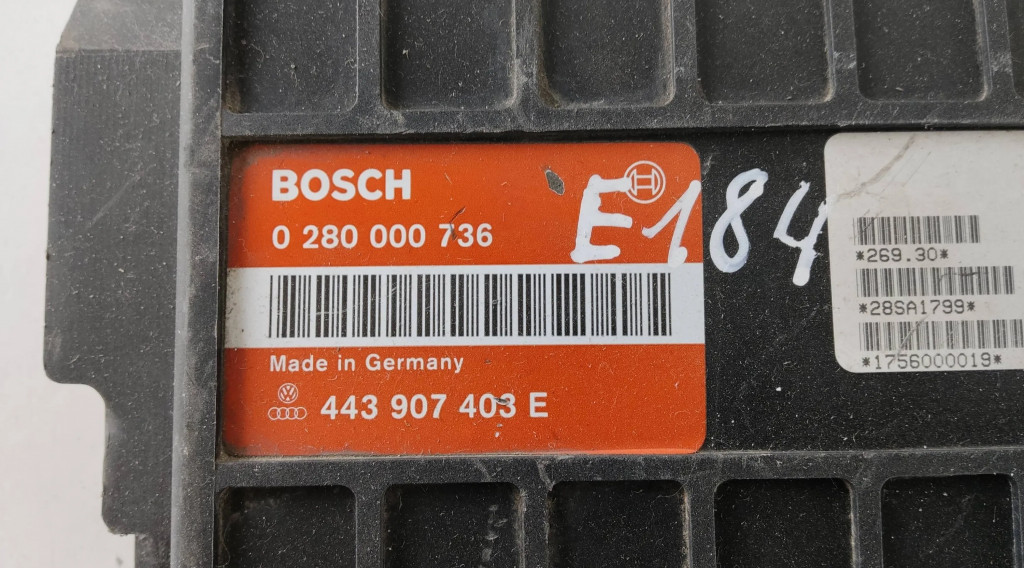 BOSCH
0 280 000 736
E184
Made in Germany
443 907 403 E
*269.30*
*28SA1799*
*1756000019*